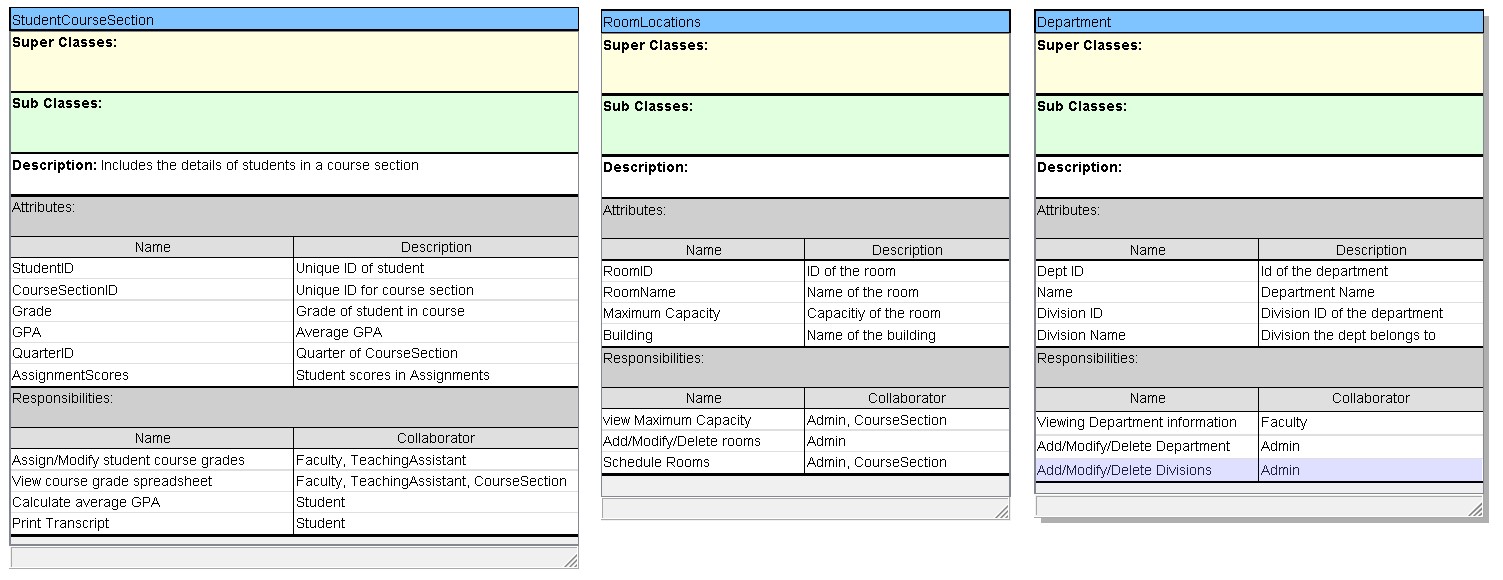 StudentCourseSection
Super Classes:
Sub Classes:
Description: Includes the details of students in a course section
Attributes:
Name Description
StudentID Unique ID of student
CourseSectionID Unique ID for course section
Grade Grade of student in course
GPA Average GPA
QuarterID Quarter of CourseSection
AssignmentScores Student scores in Assignments
Responsibilities:
Name Collaborator
Assign/Modify student course grades Faculty, TeachingAssistant
View course grade spreadsheet Faculty, TeachingAssistant, CourseSection
Calculate average GPA Student
Print Transcript Student
RoomLocations
Super Classes:
Sub Classes:
Description:
Attributes:
Name Description
RoomID ID of the room
RoomName Name of the room
Maximum Capacity Capacitiy of the room
Building Name of the building
Responsibilities:
Name Collaborator
view Maximum Capacity Admin, CourseSection
Add/Modify/Delete rooms Admin
Schedule Rooms Admin, CourseSection
Department
Super Classes:
Sub Classes:
Description:
Attributes:
Name Description
Dept ID Id of the department
Name Department Name
Division ID Division ID of the department
Division Name Division the dept belongs to
Responsibilities:
Name Collaborator
Viewing Department information Faculty
Add/Modify/Delete Department Admin
Add/Modify/Delete Divisions Admin